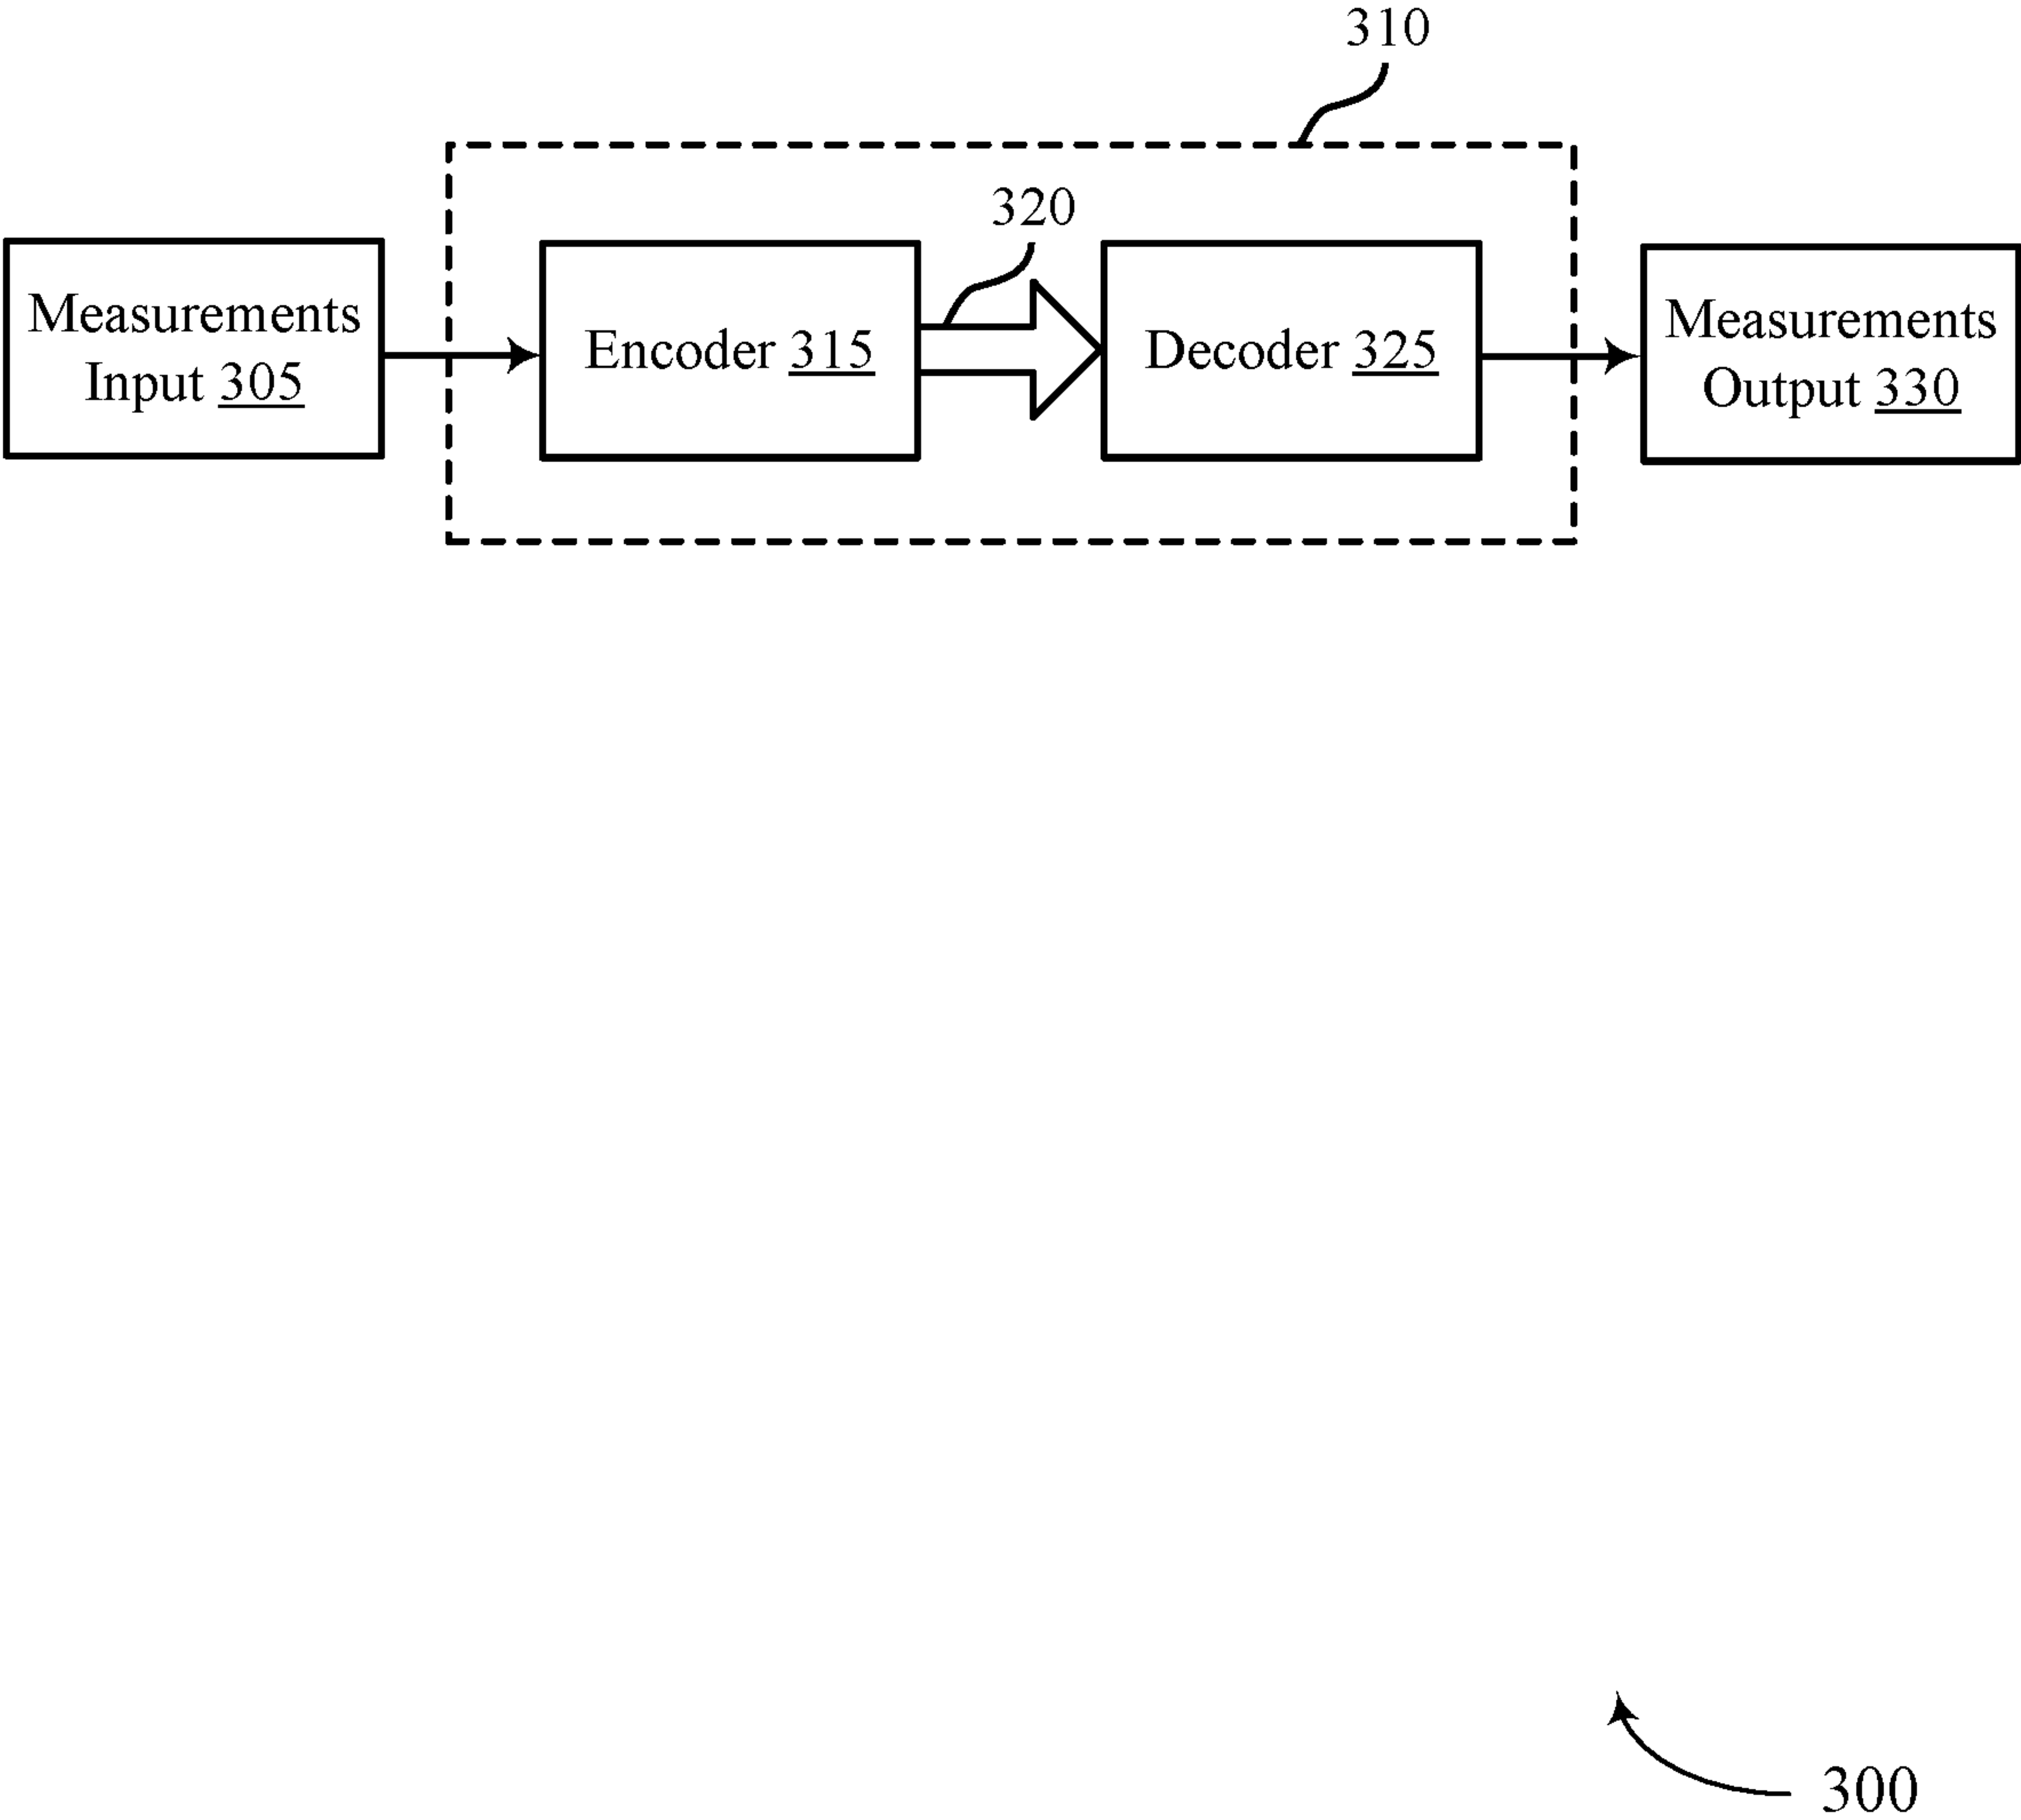 310
320
Measurements
Input 305
Encoder 315
Decoder 325
Measurements
Output 330
300